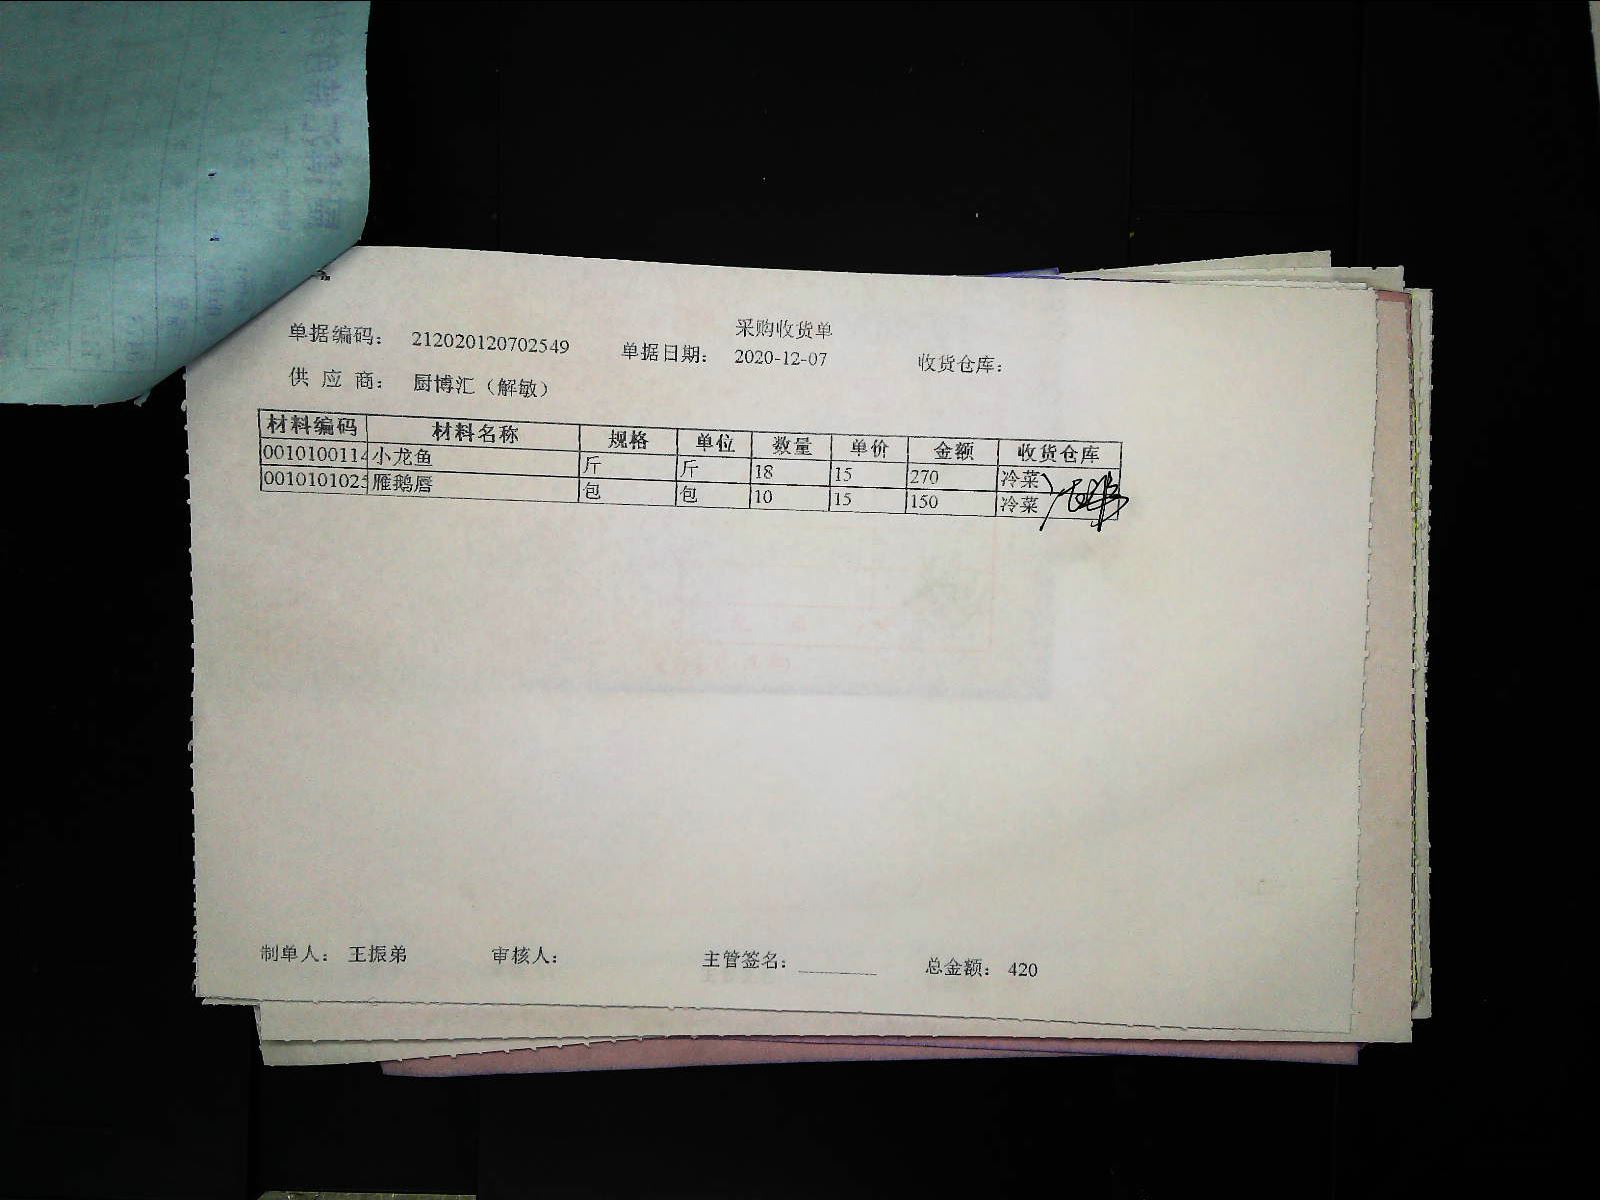 采购收货单
单据编码： 212020120702549 单据日期： 2020-12-07 收货仓库：
供 应 商： 厨博汇（解敏）
材料编码 材料名称 规格 单位 数量 单价 金额 收货仓库
0010100114 小龙鱼 斤 斤 18 15 270 冷菜
0010101025 雁鹅唇 包 包 10 15 150 冷菜
制单人： 王振弟 审核人： 主管签名： 总金额： 420